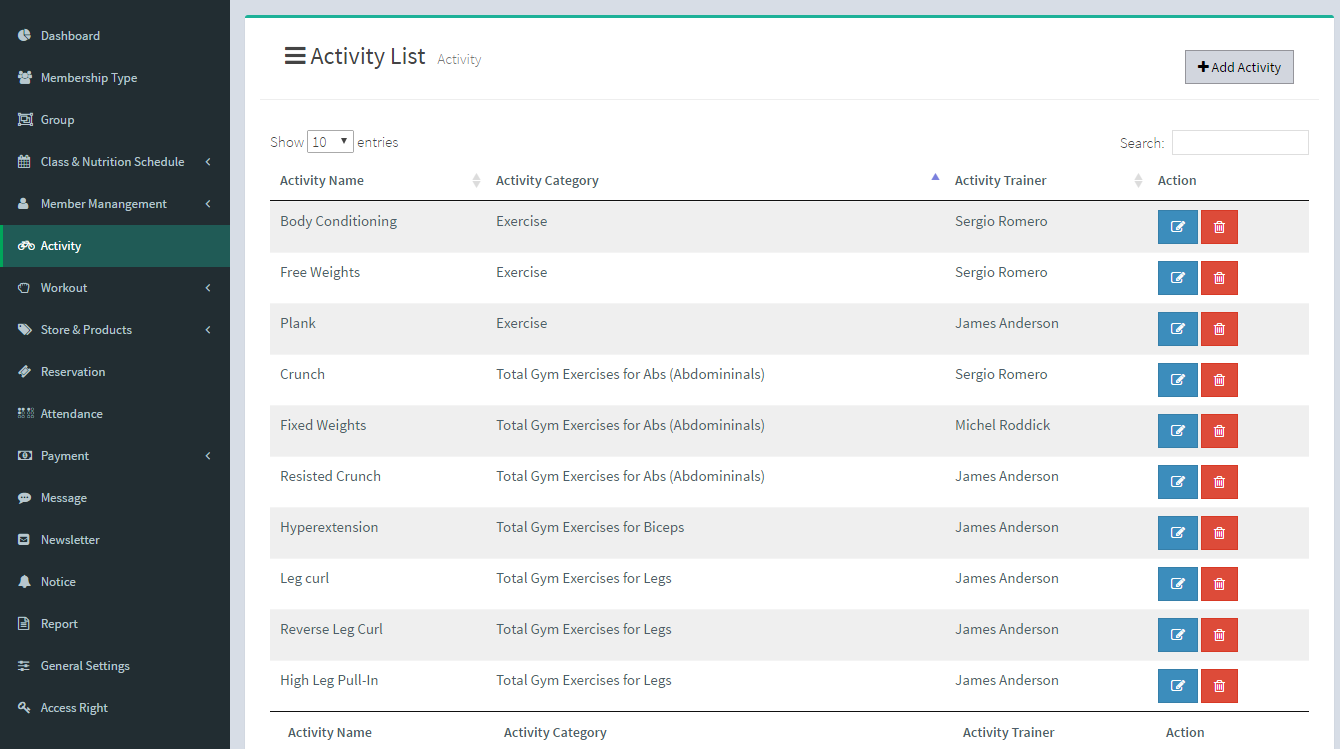 Dashboard
Membership Type
Group
Class & Nutrition Schedule
Member Manangement
Activity
Workout
Store & Products
Reservation
Attendance
Payment
Message
Newsletter
Notice
Report
General Settings
Access Right
Activity List Activity
Add Activity
Show 10 entries
Search:
Activity Name Activity Category Activity Trainer Action
Body Conditioning Exercise Sergio Romero
Free Weights Exercise Sergio Romero
Plank Exercise James Anderson
Crunch Total Gym Exercises for Abs (Abdomininals) Sergio Romero
Fixed Weights Total Gym Exercises for Abs (Abdomininals) Michel Roddick
Resisted Crunch Total Gym Exercises for Abs (Abdomininals) James Anderson
Hyperextension Total Gym Exercises for Biceps James Anderson
Leg curl Total Gym Exercises for Legs James Anderson
Reverse Leg Curl Total Gym Exercises for Legs James Anderson
High Leg Pull-In Total Gym Exercises for Legs James Anderson
Activity Name Activity Category Activity Trainer Action